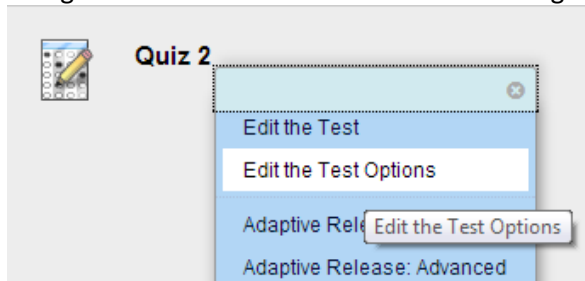 Quiz 2
Edit the Test
Edit the Test Options
Adaptive Rele
Edit the Test Options
Adaptive Release: Advanced